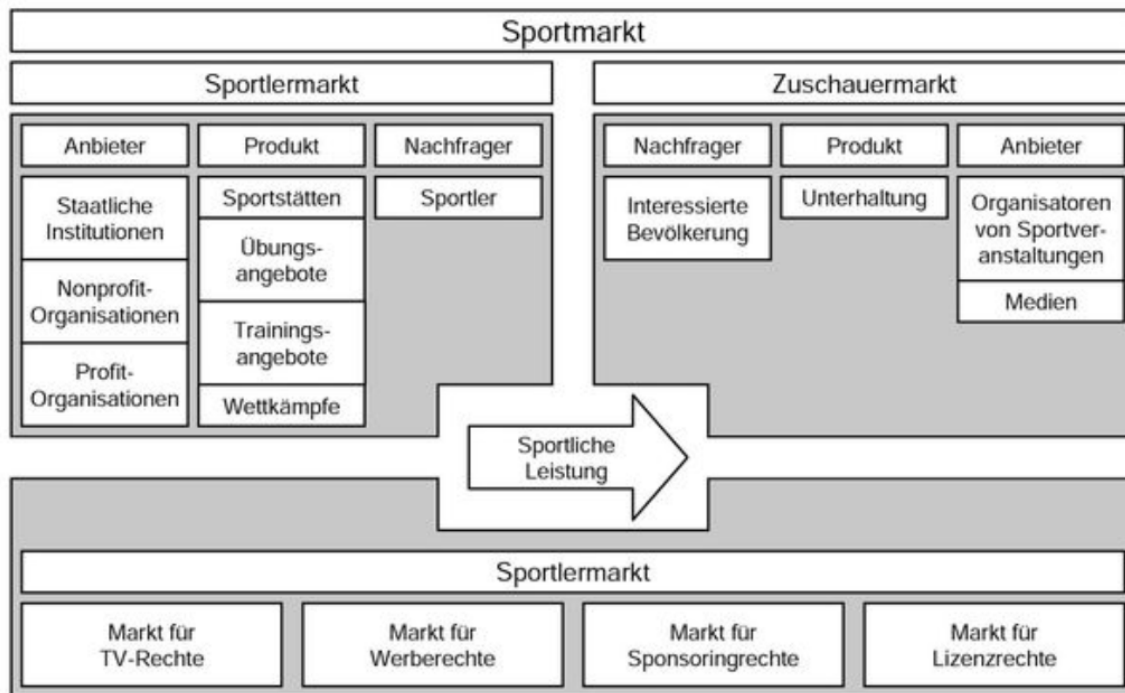 Sportmarkt
Sportlermarkt
Zuschauermarkt
Anbieter
Produkt
Nachfrager
Staatliche
Institutionen
Nonprofit-
Organisationen
Profit-
Organisationen
Sportstätten
Übungs-
angebote
Trainings-
angebote
Wettkämpfe
Sportler
Nachfrager
Produkt
Anbieter
Interessierte
Bevölkerung
Unterhaltung
Organisatoren
von Sportver-
anstaltungen
Medien
Sportliche
Leistung
Sportlermarkt
Markt für
TV-Rechte
Markt für
Werberechte
Markt für
Sponsoringrechte
Markt für
Lizenzrechte